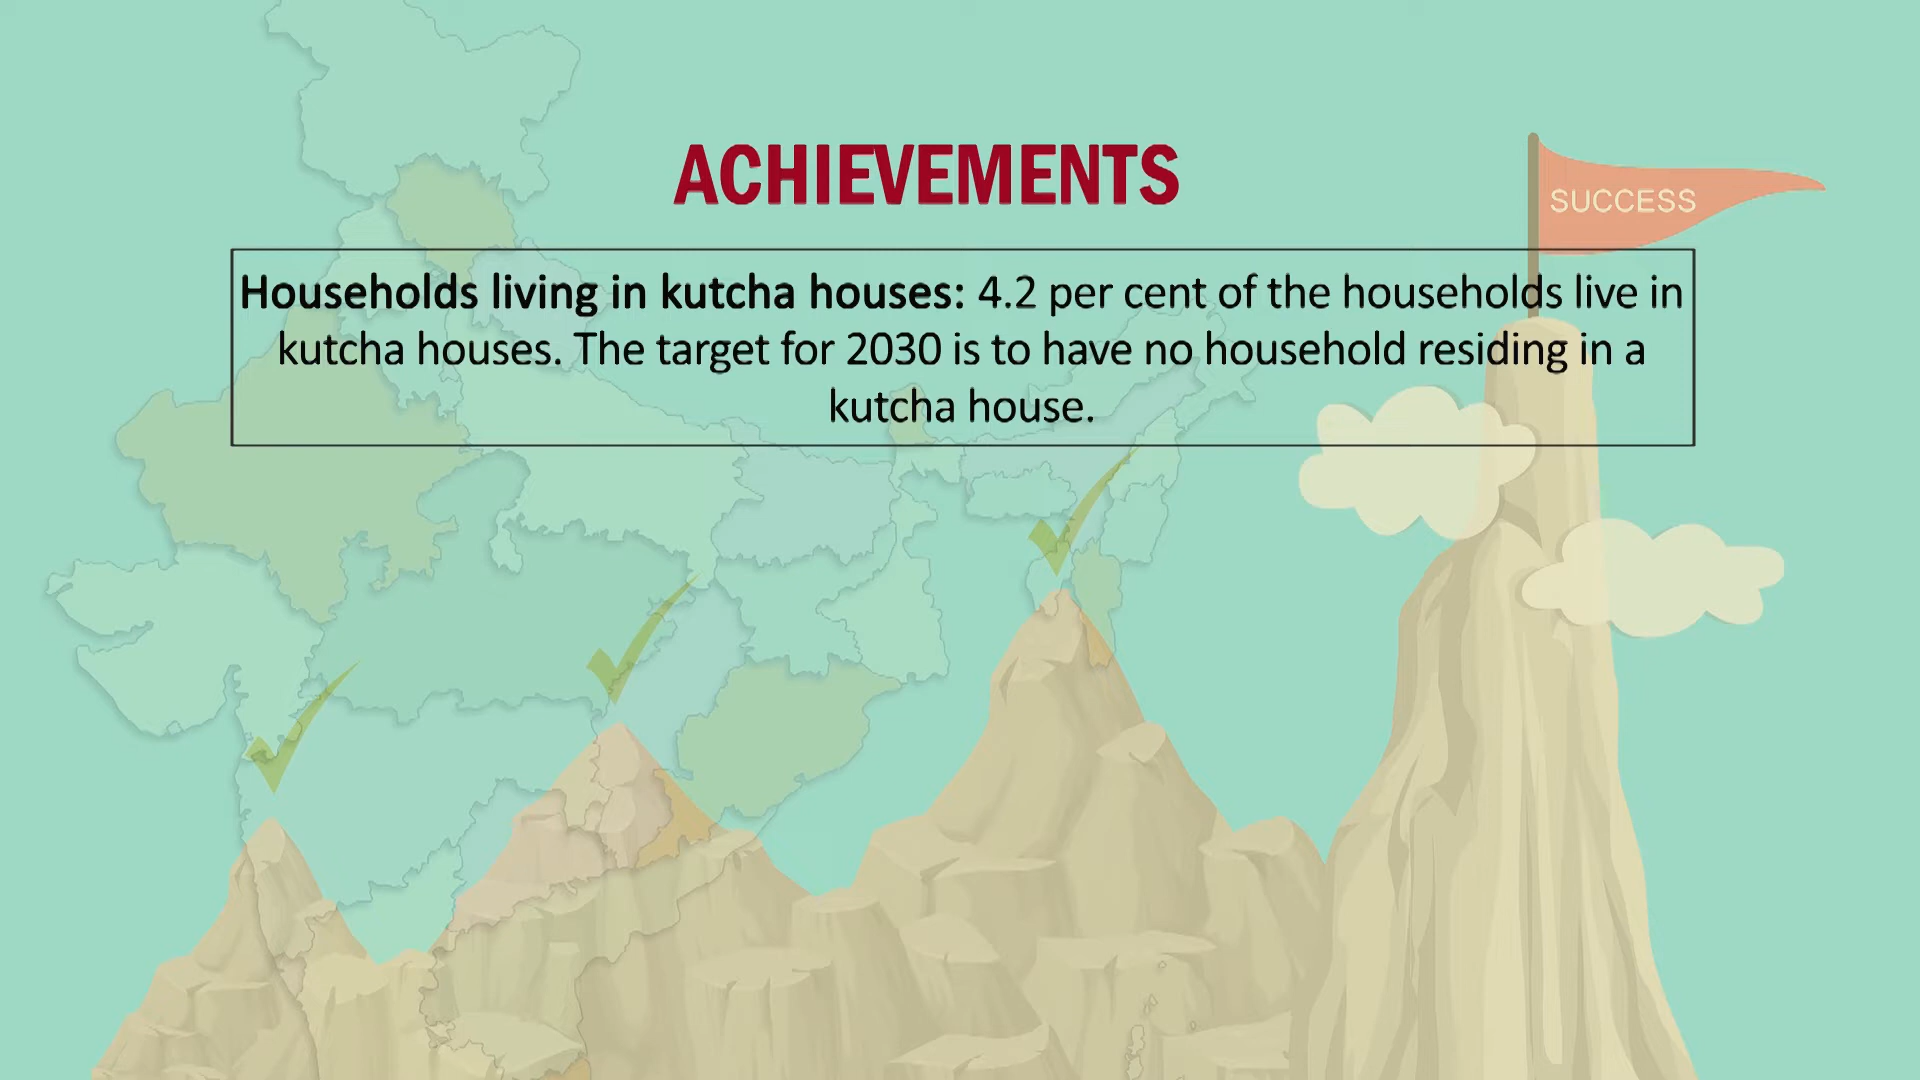 ACHIEVEMENTS
SUCCESS
Households living in kutcha houses: 4.2 per cent of the households live in
kutcha houses. The target for 2030 is to have no household residing in a
kutcha house.